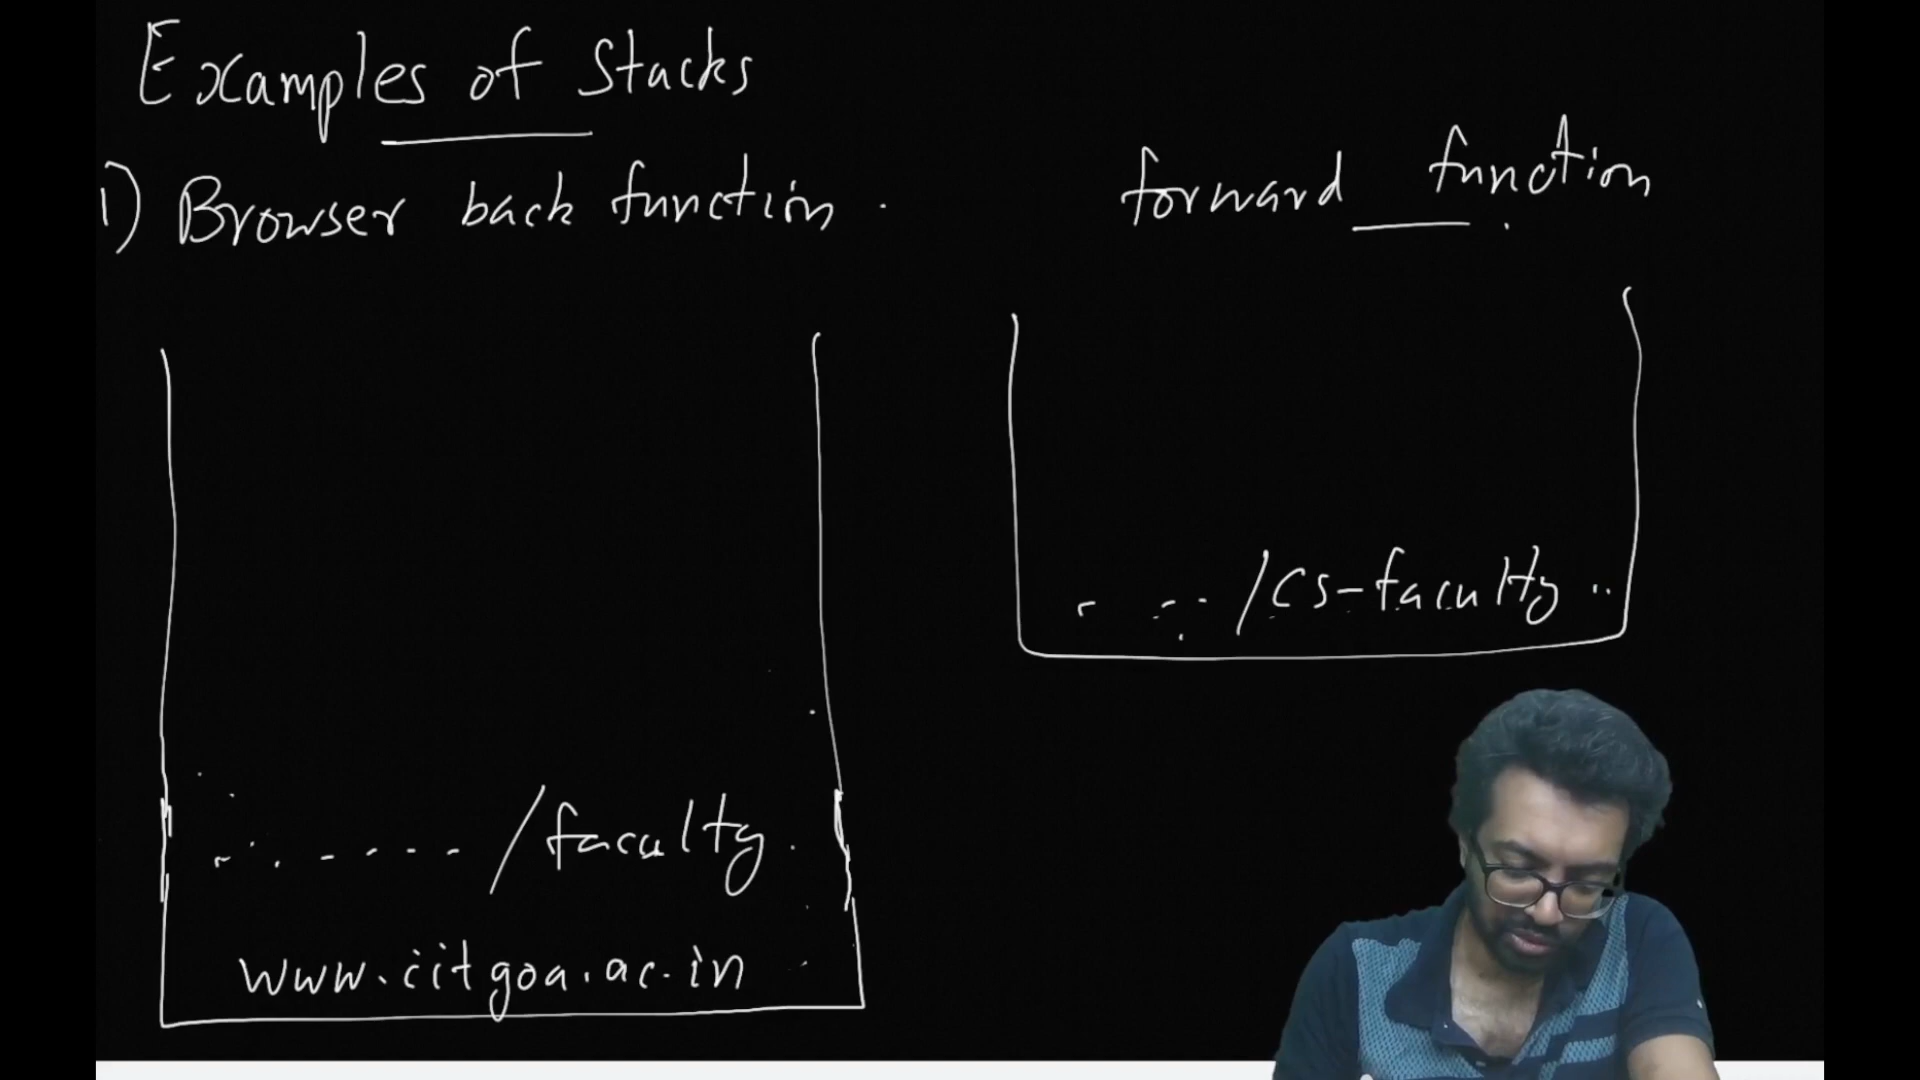 Examples of Stacks
1) Browser back function.
forward function
...../CS-faculty..
....../faculty.
www.iitgoa.ac.in